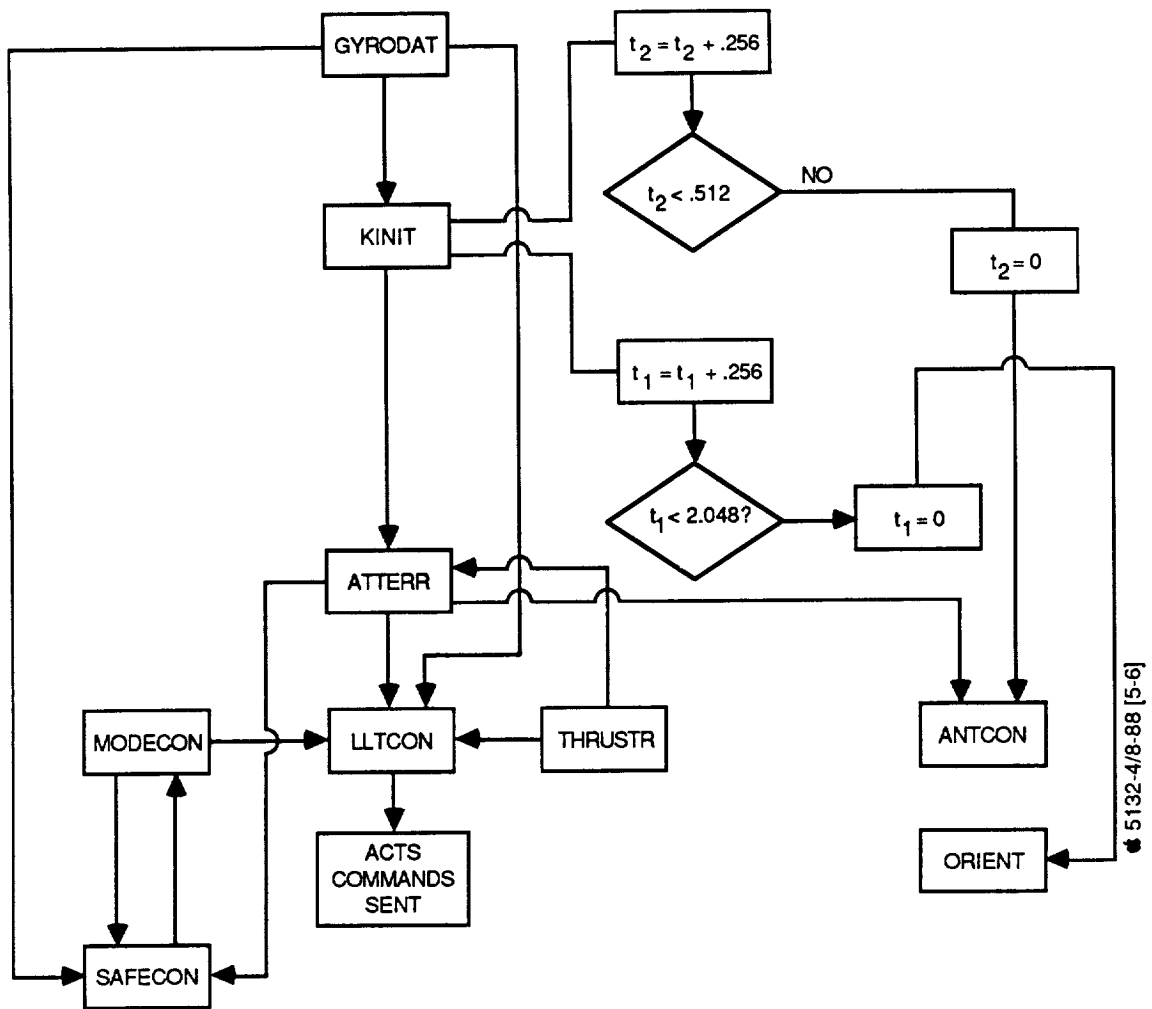 GYRODAT
t2 = t2 + .256
t2 < .512
NO
KINIT
t2 = 0
t1 = t1 + .256
t1 < 2.048?
t1 = 0
ATTERR
MODECON
LLTCON
THRUSTR
ANTCON
ACTS
COMMANDS
SENT
ORIENT
SAFECON
5132-4/8-88 [5-6]